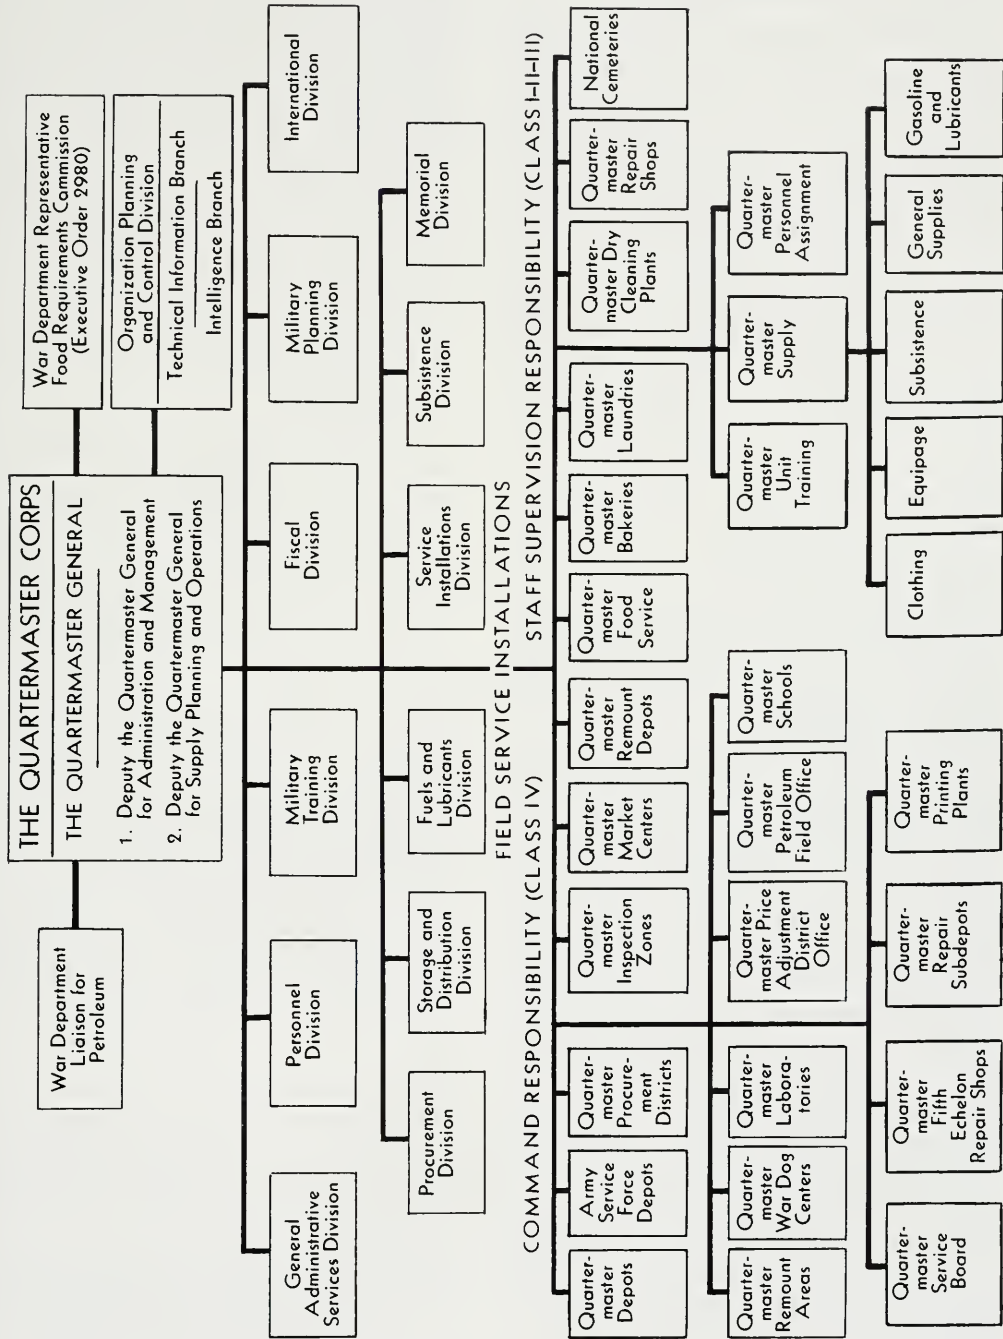 THE QUARTERMASTER CORPS
THE QUARTERMASTER GENERAL
1. Deputy the Quartermaster General
for Administration and Management
2. Deputy the Quartermaster General
for Supply Planning and Operations
War Department
Liaison for
Petroleum
War Department Representative
Food Requirements Commission
(Executive Order 2980)
Organization Planning
and Control Division
Technical Information Branch
Intelligence Branch
General
Administrative
Services Division
Personnel
Division
Military
Training
Division
Fiscal
Division
Military
Planning
Division
International
Division
Procurement
Division
Storage and
Distribution
Division
Fuels and
Lubricants
Division
Service
Installations
Division
Subsistence
Division
Memorial
Division
FIELD SERVICE INSTALLATIONS
COMMAND RESPONSIBILITY (CLASS IV)
STAFF SUPERVISION RESPONSIBILITY (CLASS I-II-III)
Quarter-
master
Depots
Army
Service
Force
Depots
Quarter-
master
Procure-
ment
Districts
Quarter-
master
Inspection
Zones
Quarter-
master
Market
Centers
Quarter-
master
Remount
Depots
Quarter-
master
Food
Service
Quarter-
master
Bakeries
Quarter-
master
Laundries
Quarter-
master Dry
Cleaning
Plants
Quarter-
master
Repair
Shops
National
Cemeteries
Quarter-
master
Remount
Areas
Quarter-
master
War Dog
Centers
Quarter-
master
Labora-
tories
Quarter-
master Price
Adjustment
District
Office
Quarter-
master
Petroleum
Field Office
Quarter-
master
Schools
Quarter-
master
Unit
Training
Quarter-
master
Supply
Quarter-
master
Personnel
Assignment
Quarter-
master
Service
Board
Quarter-
master
Fifth
Echelon
Repair Shops
Quarter-
master
Repair
Subdepots
Quarter-
master
Printing
Plants
Clothing
Equipage
Subsistence
General
Supplies
Gasoline
and
Lubricants